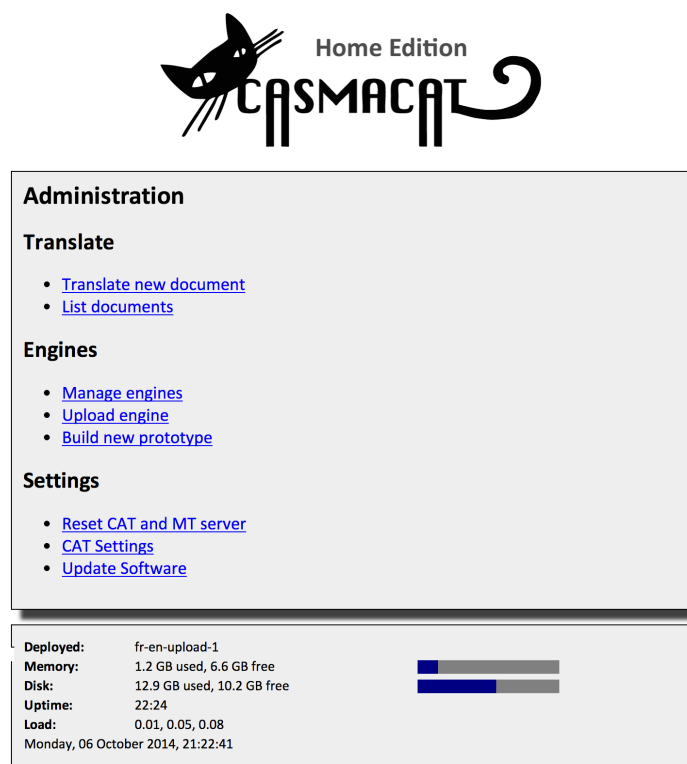 Home Edition
CASMACAT
Administration
Translate
Translate new document
List documents
Engines
Manage engines
Upload engine
Build new prototype
Settings
Reset CAT and MT server
CAT Settings
Update Software
Deployed: fr-en-upload-1
Memory: 1.2 GB used, 6.6 GB free
Disk: 12.9 GB used, 10.2 GB free
Uptime: 22:24
Load: 0.01, 0.05, 0.08
Monday, 06 October 2014, 21:22:41